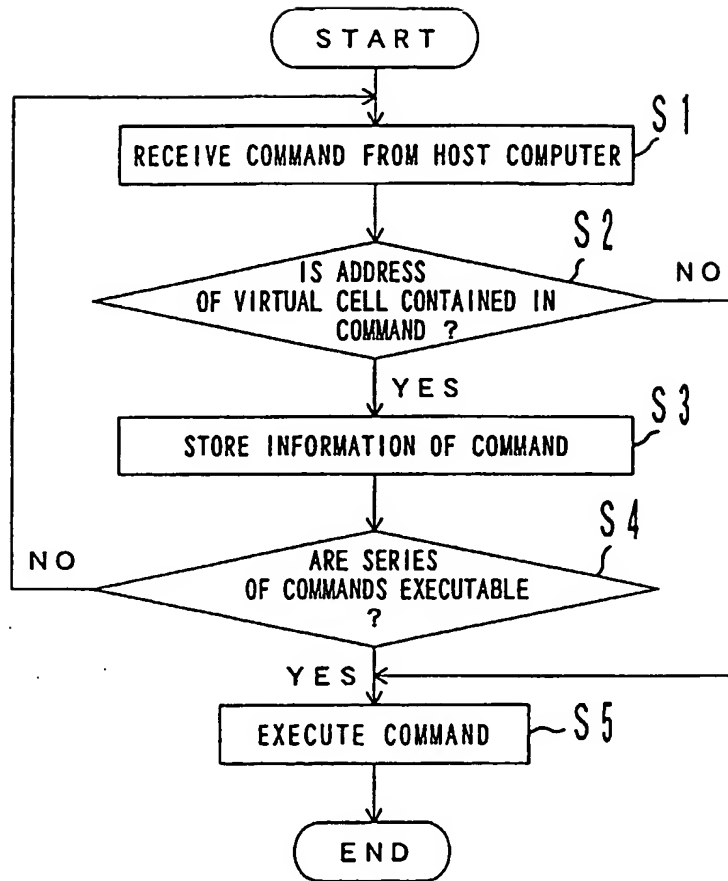 START
S1
RECEIVE COMMAND FROM HOST COMPUTER
S2
IS ADDRESS
OF VIRTUAL CELL CONTAINED IN
COMMAND ?
NO
YES
S3
STORE INFORMATION OF COMMAND
S4
ARE SERIES
OF COMMANDS EXECUTABLE
?
NO
YES
S5
EXECUTE COMMAND
END